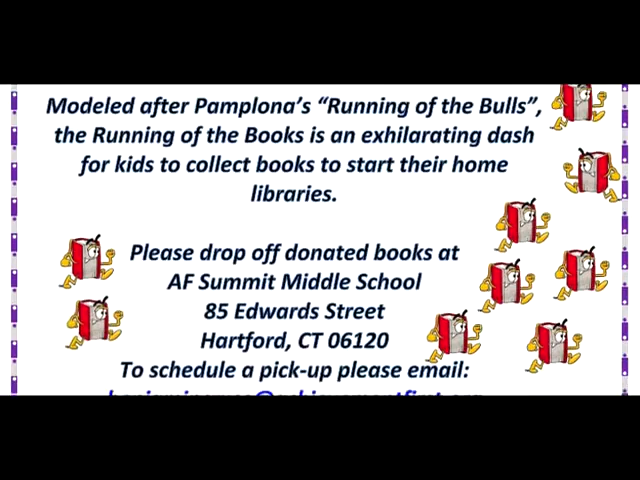 Modeled after Pamplona's “Running of the Bulls”,
the Running of the Books is an exhilarating dash
for kids to collect books to start their home
libraries.
Please drop off donated books at
AF Summit Middle School
85 Edwards Street
Hartford, CT 06120
To schedule a pick-up please email: